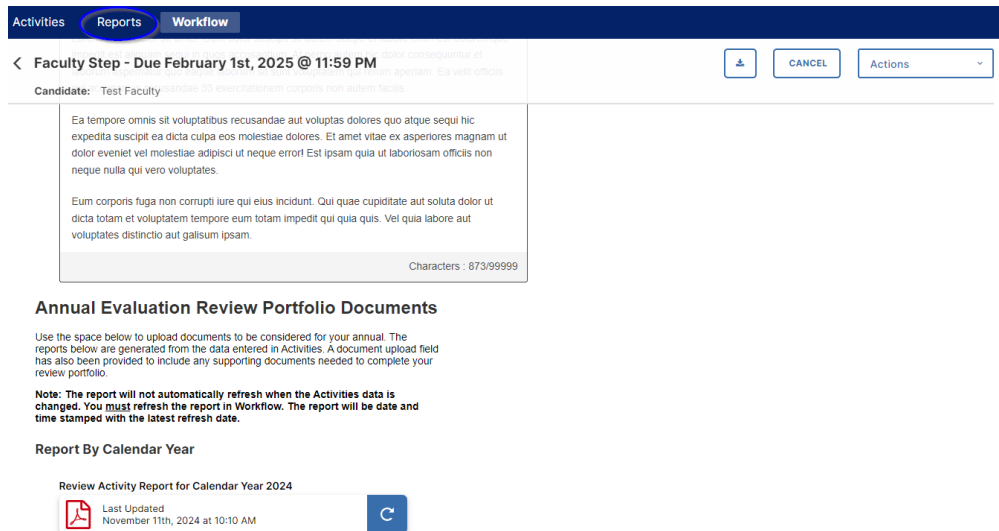 Activities Reports Workflow
Faculty Step - Due February 1st, 2025 @ 11:59 PM
CANCEL
Actions
Candidate: Test Faculty
Ea tempore omnis sit voluptatibus recusandae aut voluptas dolores quo atque sequi hic
expedita suscipit ea dicta culpa eos molestiae dolores. Et amet vitae ex asperiores magnam ut
dolor eveniet vel molestiae adipisci ut neque error! Est ipsam quia ut laboriosam officiis non
neque nulla qui vero voluptates.
Eum corporis fuga non corrupti iure qui eius incidunt. Qui quae cupiditate aut soluta dolor ut
dicta totam et voluptatem tempore eum totam impedit qui quia quis. Vel quia labore aut
voluptates distinctio aut galisum ipsam.
Characters : 873/99999
Annual Evaluation Review Portfolio Documents
Use the space below to upload documents to be considered for your annual. The
reports below are generated from the data entered in Activities. A document upload field
has also been provided to include any supporting documents needed to complete your
review portfolio.
Note: The report will not automatically refresh when the Activities data is
changed. You must refresh the report in Workflow. The report will be date and
time stamped with the latest refresh date.
Report By Calendar Year
Review Activity Report for Calendar Year 2024
Last Updated
November 11th, 2024 at 10:10 AM